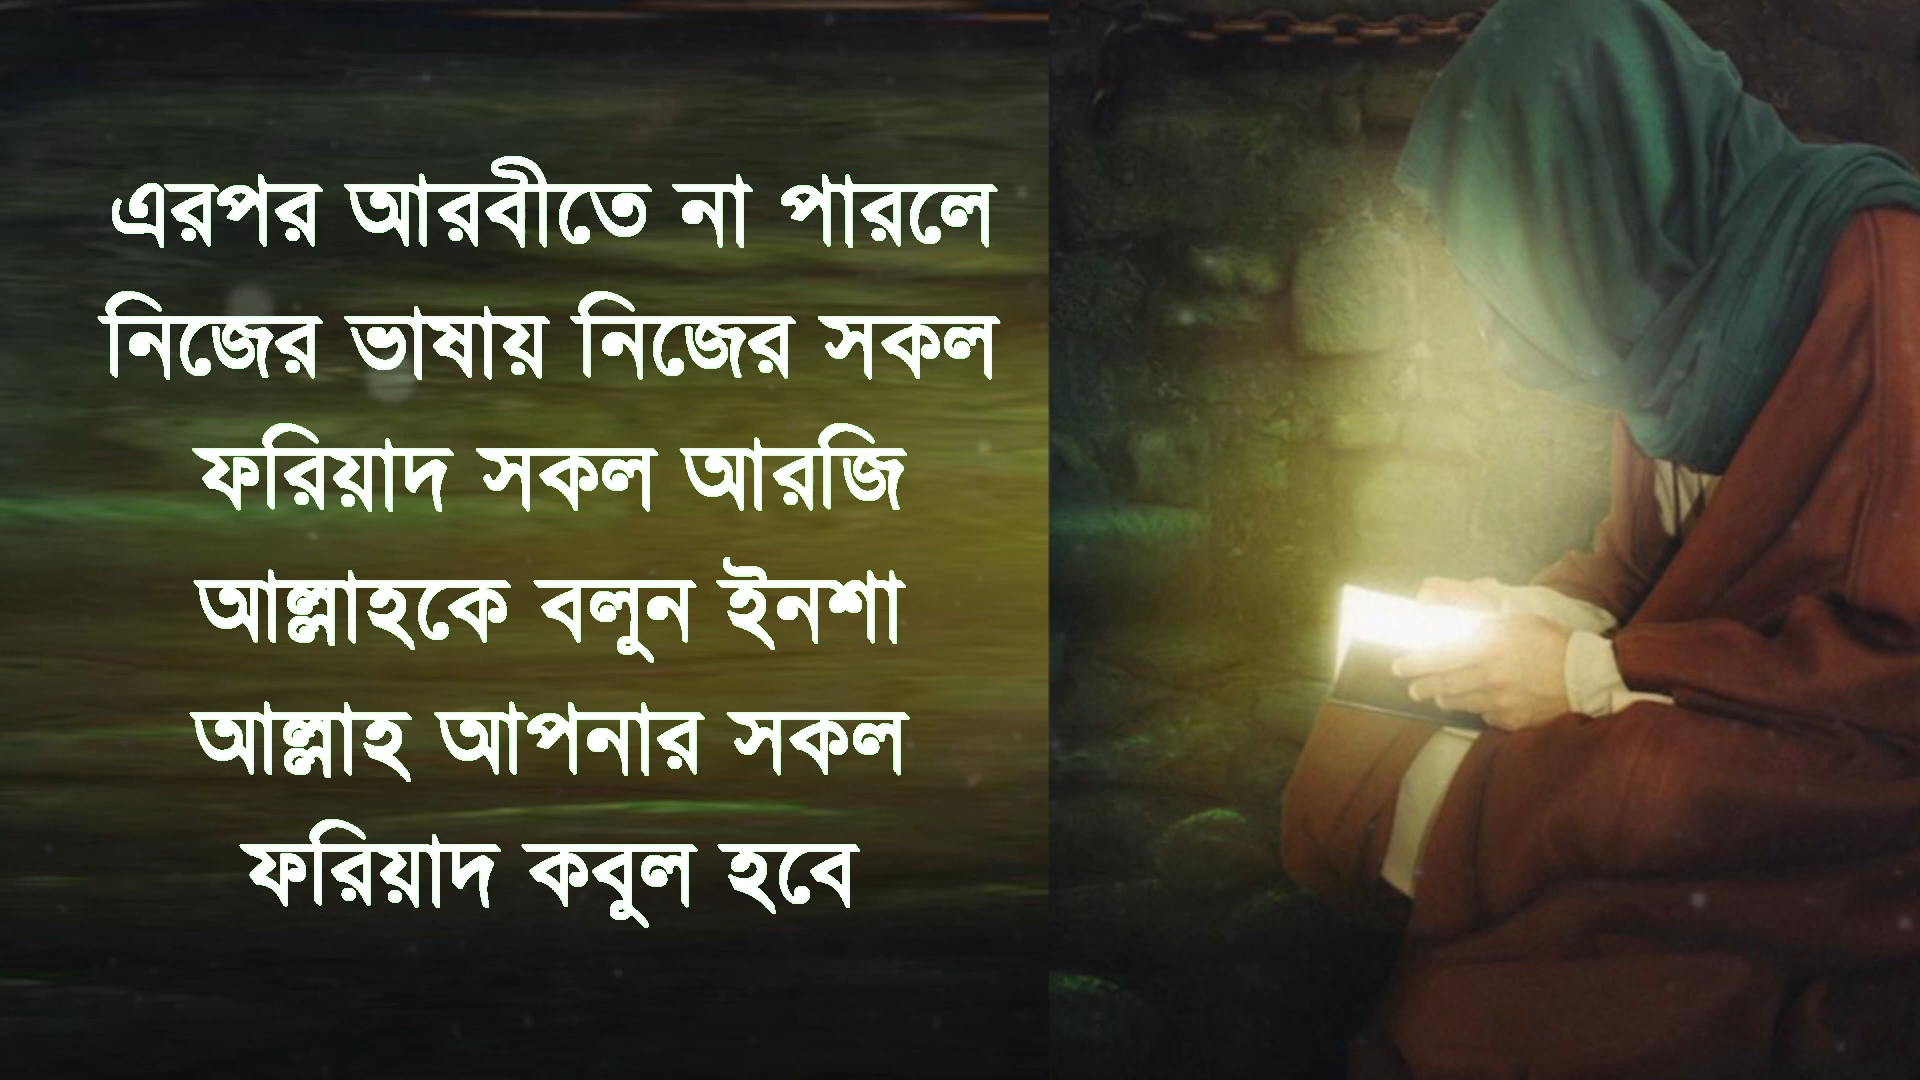 এরপর আরবীতে না পারলে
নিজের ভাষায় নিজের সকল
ফরিয়াদ সকল আরজি
আল্লাহকে বলুন ইনশা
আল্লাহ আপনার সকল
ফরিয়াদ কবুল হবে